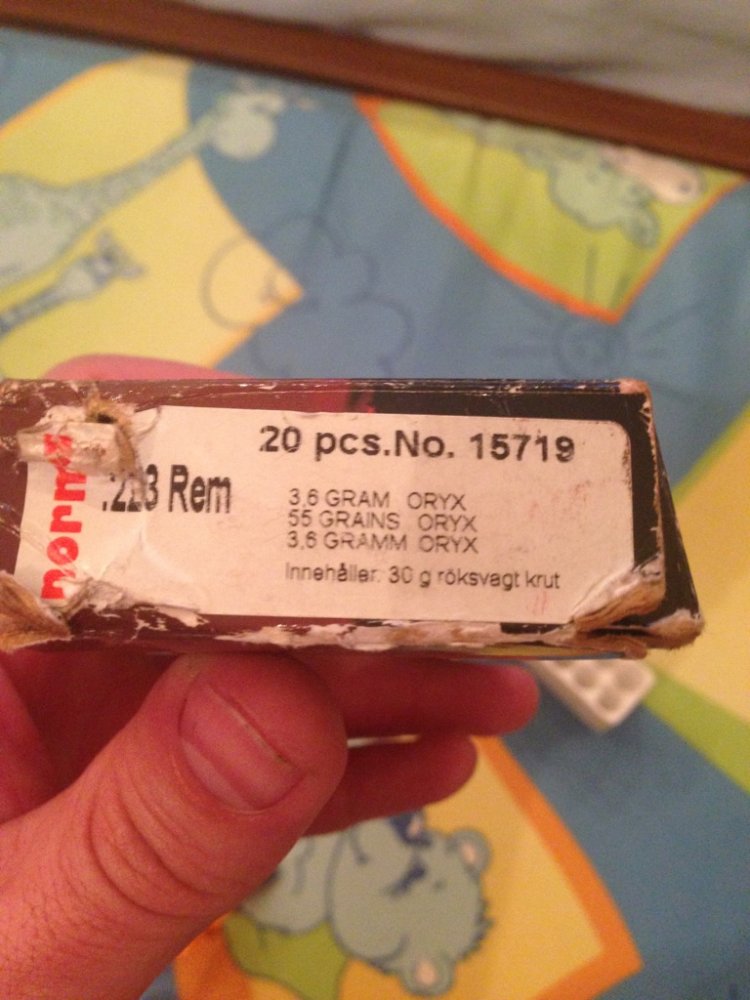 norma
20 pcs.No. 15719
.223 Rem
3,6 GRAM ORYX
55 GRAINS ORYX
3,6 GRAMM ORYX
Innehåller: 30 g röksvagt krut